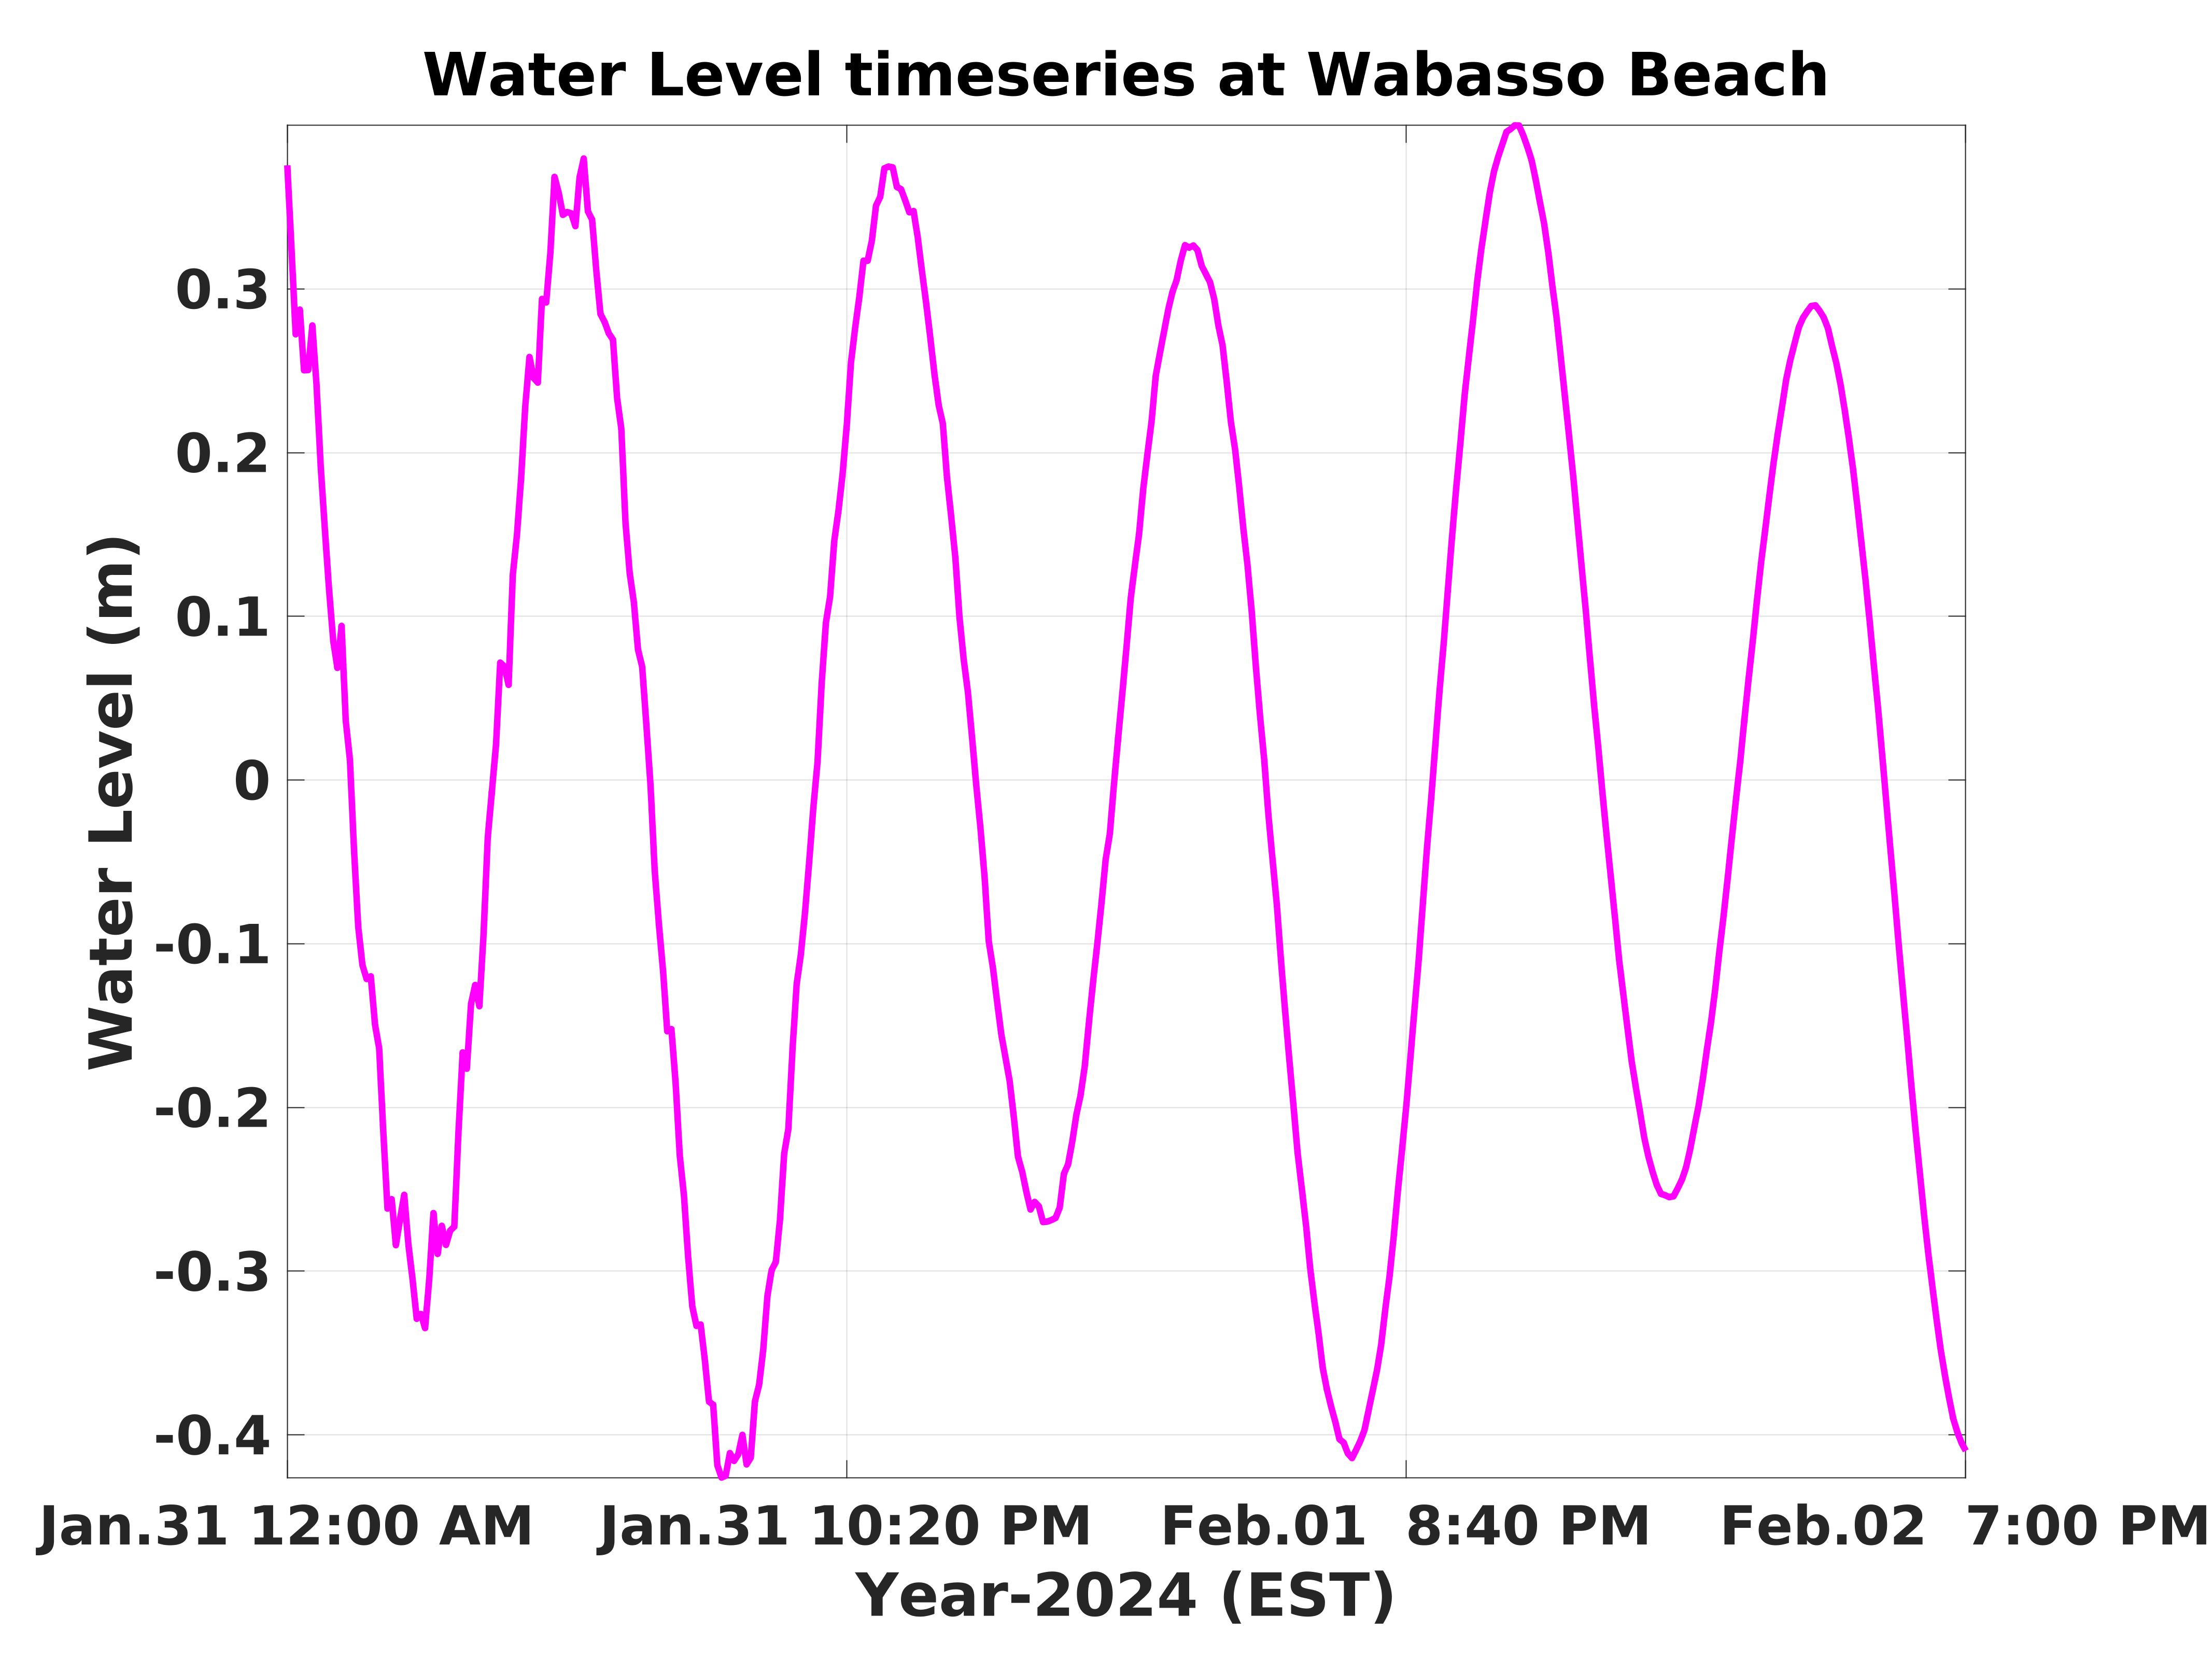 Water Level timeseries at Wabasso Beach
Water Level (m)
0.3
0.2
0.1
0
-0.1
-0.2
-0.3
-0.4
Jan.31 12:00 AM Jan.31 10:20 PM Feb.01 8:40 PM Feb.02 7:00 PM
Year-2024 (EST)